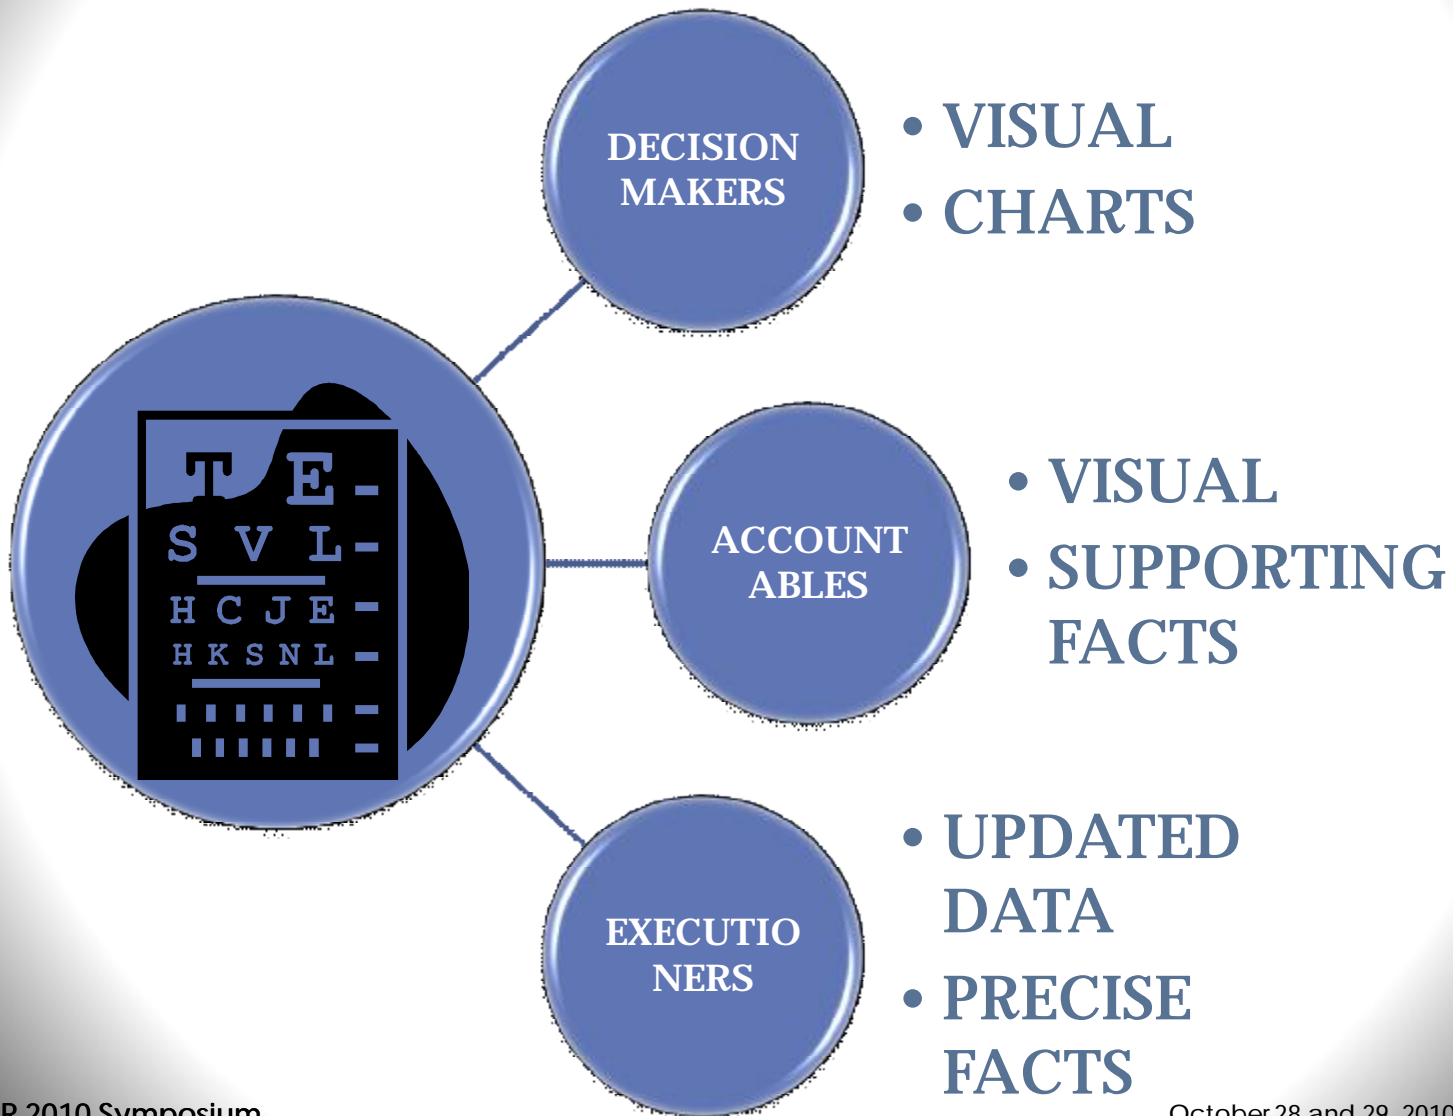 DECISION
MAKERS
• VISUAL
• CHARTS
T E
S V L
H C J E
H K S N L
ACCOUNT
ABLES
• VISUAL
• SUPPORTING
FACTS
EXECUTIO
NERS
• UPDATED
DATA
• PRECISE
FACTS
2010 Symposium
October 28 and 29, 2010